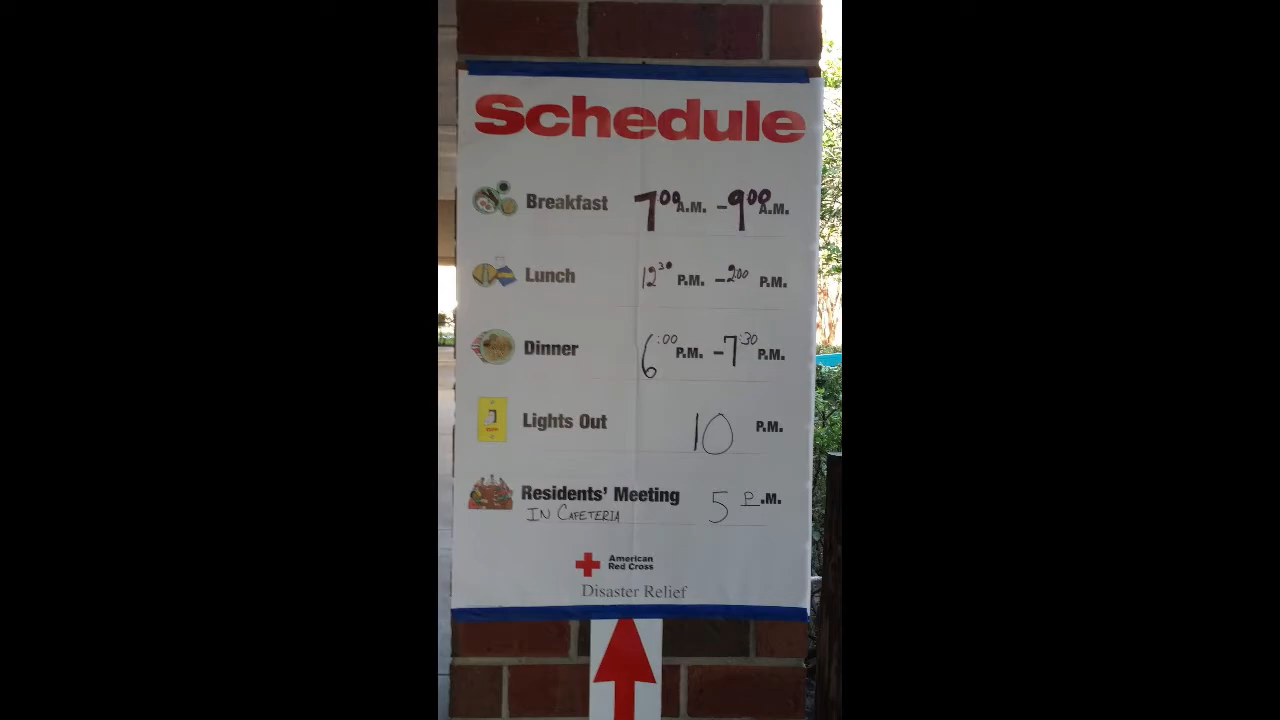 Schedule
Breakfast 7:00 A.M. – 9:00 A.M.
Lunch 12:30 P.M. – 2:00 P.M.
Dinner 6:00 P.M. – 7:30 P.M.
Lights Out 10 P.M.
Residents' Meeting 5 P.M.
IN CAFETERIA
American
Red Cross
Disaster Relief